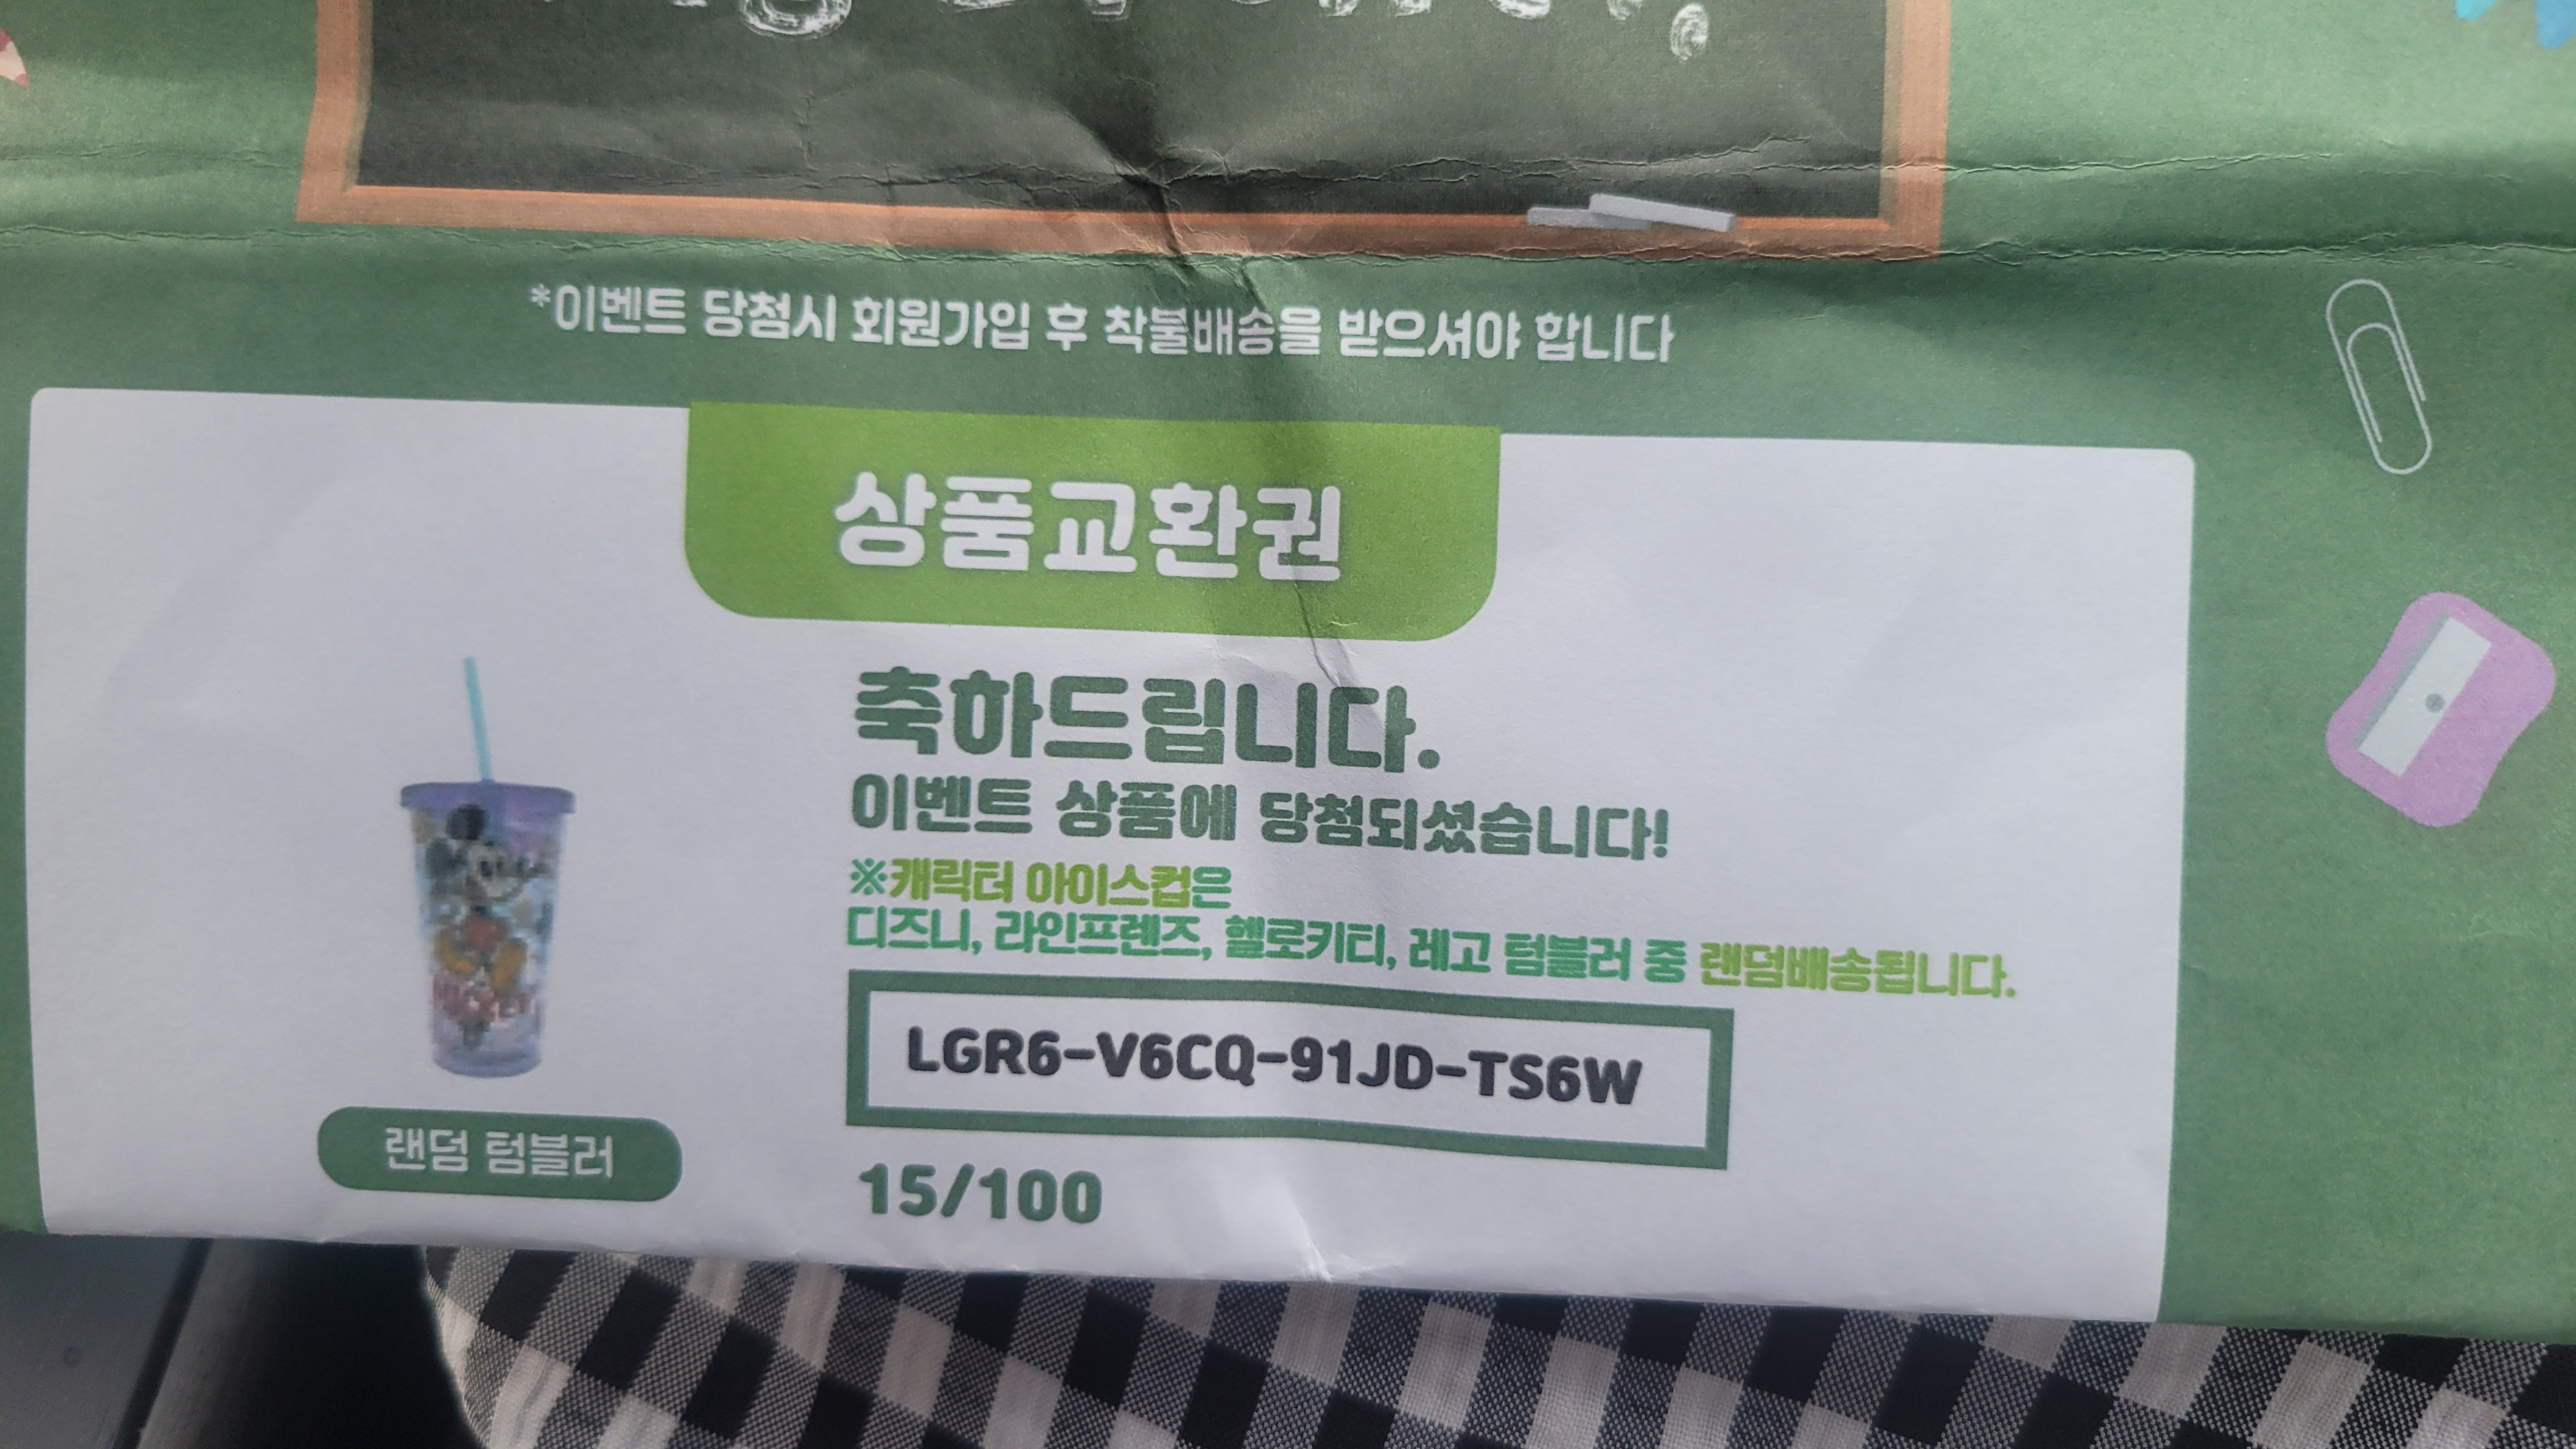 *이벤트 당첨시 회원가입 후 착불배송을 받으셔야 합니다
상품교환권
축하드립니다.
이벤트 상품에 당첨되셨습니다!
※캐릭터 아이스컵은
디즈니, 라인프렌즈, 헬로키티, 레고 텀블러 중 랜덤배송됩니다.
LGR6-V6CQ-91JD-TS6W
랜덤 텀블러
15/100